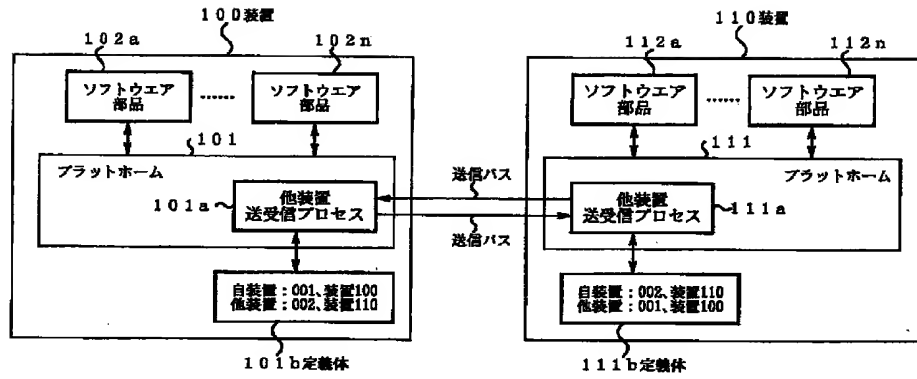 100装置
102a
102n
ソフトウエア
部品
……
ソフトウエア
部品
101
プラットホーム
101a
他装置
送受信プロセス
自装置:001、装置100
他装置:002、装置110
101b定義体
送信パス
送信パス
110装置
112a
112n
ソフトウエア
部品
……
ソフトウエア
部品
111
プラットホーム
他装置
送受信プロセス
111a
自装置:002、装置110
他装置:001、装置100
111b定義体